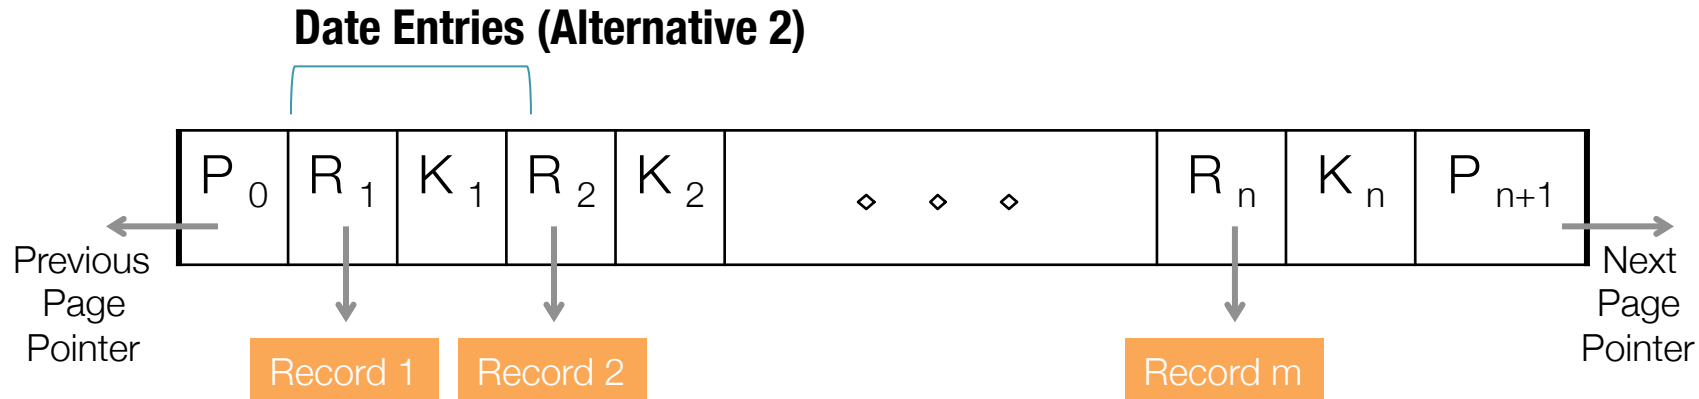 Date Entries (Alternative 2)
P 0 R 1 K 1 R 2 K 2 R n K n P n+1
Previous Page Pointer
Next Page Pointer
Record 1 Record 2 Record m